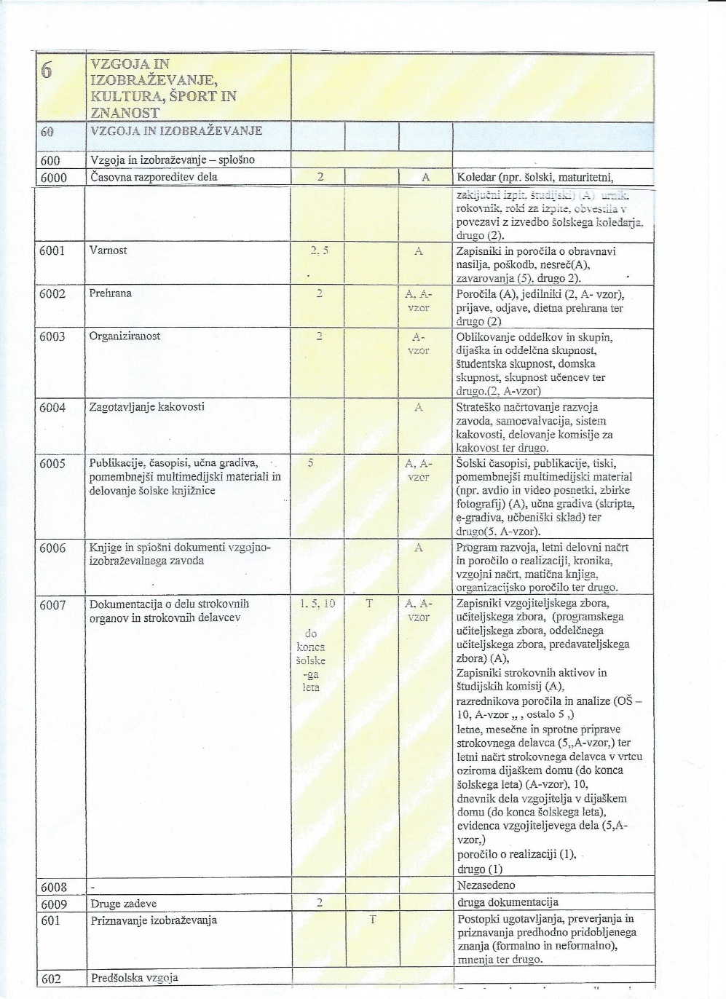 6 VZGOJA IN
IZOBRAŽEVANJE,
KULTURA, ŠPORT IN
ZNANOST
60 VZGOJA IN IZOBRAŽEVANJE
600 Vzgoja in izobraževanje – splošno
6000 Časovna razporeditev dela 2 A Koledar (npr. šolski, maturitetni,
zaključni izpit, študijski) (A) urnik,
rokovnik, roki za izpite, obvestila v
povezavi z izvedbo šolskega koledarja,
drugo (2).
6001 Varnost 2, 5 A Zapisniki in poročila o obravnavi
nasilja, poškodb, nesreč(A),
zavarovanja (5), drugo 2).
6002 Prehrana 2 A, A- Poročila (A), jedilniki (2, A- vzor),
vzor prijave, odjave, dietna prehrana ter
drugo (2)
6003 Organiziranost 2 A- Oblikovanje oddelkov in skupin,
vzor dijaška in oddelčna skupnost,
študentska skupnost, domska
skupnost, skupnost učencev ter
drugo.(2, A-vzor)
6004 Zagotavljanje kakovosti A Strateško načrtovanje razvoja
zavoda, samoevalvacija, sistem
kakovosti, delovanje komisije za
kakovost ter drugo.
6005 Publikacije, časopisi, učna gradiva, 5 A, A- Šolski časopisi, publikacije, tiski,
pomembnejši multimedijski materiali in vzor pomembnejši multimedijski material
delovanje šolske knjižnice (npr. avdio in video posnetki, zbirke
fotografij) (A), učna gradiva (skripta,
e-gradiva, učbeniški sklad) ter
drugo(5, A-vzor).
6006 Knjige in splošni dokumenti vzgojno- A Program razvoja, letni delovni načrt
izobraževalnega zavoda in poročilo o realizaciji, kronika,
vzgojni načrt, matična knjiga,
organizacijsko poročilo ter drugo.
6007 Dokumentacija o delu strokovnih 1, 5, 10 T A, A- Zapisniki vzgojiteljskega zbora,
organov in strokovnih delavcev vzor učiteljskega zbora, (programskega
do učiteljskega zbora, oddelčnega
konca učiteljskega zbora, predavateljskega
šolske zbora) (A),
-ga Zapisniki strokovnih aktivov in
leta študijskih komisij (A),
razrednikova poročila in analize (OŠ –
10, A-vzor „ , ostalo 5 ,)
letne, mesečne in sprotne priprave
strokovnega delavca (5,,A-vzor,) ter
letni načrt strokovnega delavca v vrtcu
oziroma dijaškem domu (do konca
šolskega leta) (A-vzor), 10,
dnevnik dela vzgojitelja v dijaškem
domu (do konca šolskega leta),
evidenca vzgojiteljevega dela (5,A-
vzor,)
poročilo o realizaciji (1),
drugo (1)
6008 - Nezasedeno
6009 Druge zadeve 2 druga dokumentacija
601 Priznavanje izobraževanja T Postopki ugotavljanja, preverjanja in
priznavanja predhodno pridobljenega
znanja (formalno in neformalno),
mnenja ter drugo.
602 Predšolska vzgoja